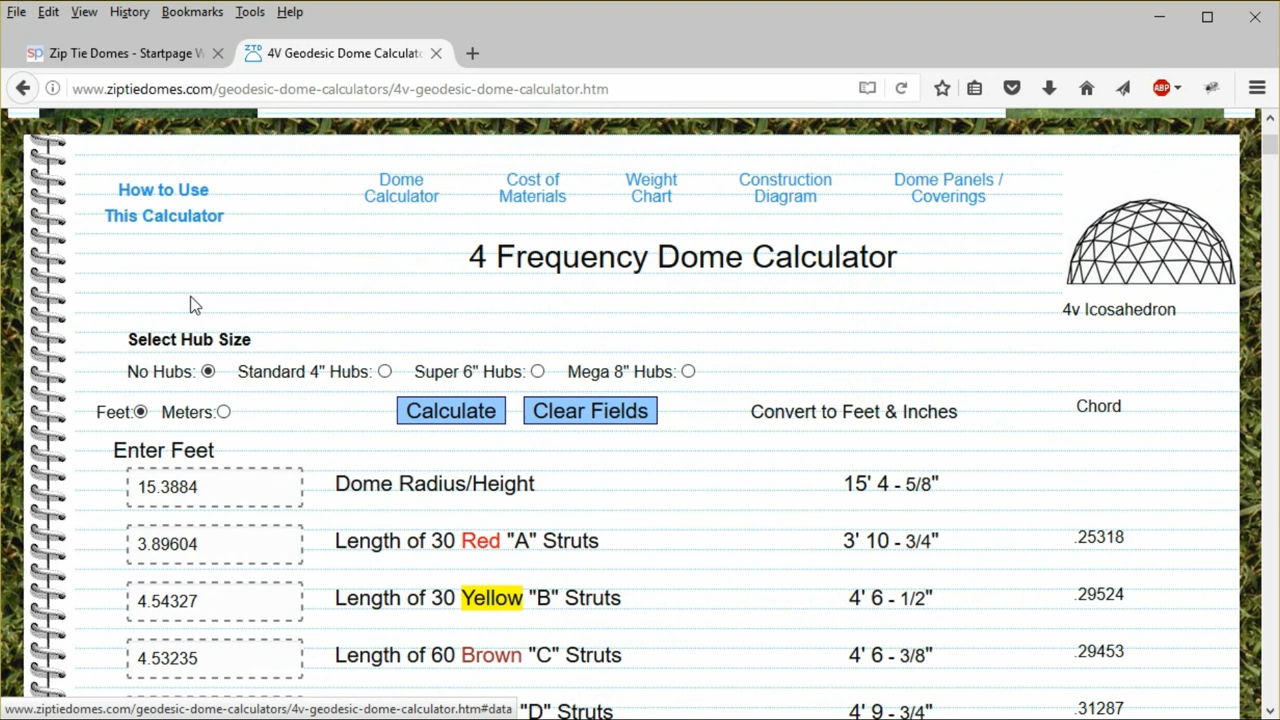 File Edit View History Bookmarks Tools Help
sp Zip Tie Domes - Startpage W
ZTD 4V Geodesic Dome Calculat
www.ziptiedomes.com/geodesic-dome-calculators/4v-geodesic-dome-calculator.htm
ABP
How to Use
This Calculator
Dome
Calculator
Cost of
Materials
Weight
Chart
Construction
Diagram
Dome Panels /
Coverings
4 Frequency Dome Calculator
4v Icosahedron
Select Hub Size
No Hubs: Standard 4" Hubs: Super 6" Hubs: Mega 8" Hubs:
Feet: Meters: Calculate Clear Fields Convert to Feet & Inches Chord
Enter Feet
15.3884 Dome Radius/Height 15' 4 - 5/8"
3.89604 Length of 30 Red "A" Struts 3' 10 - 3/4" .25318
4.54327 Length of 30 Yellow "B" Struts 4' 6 - 1/2" .29524
4.53235 Length of 60 Brown "C" Struts 4' 6 - 3/8" .29453
"D" Struts 4' 9 - 3/4" .31287
www.ziptiedomes.com/geodesic-dome-calculators/4v-geodesic-dome-calculator.htm#data